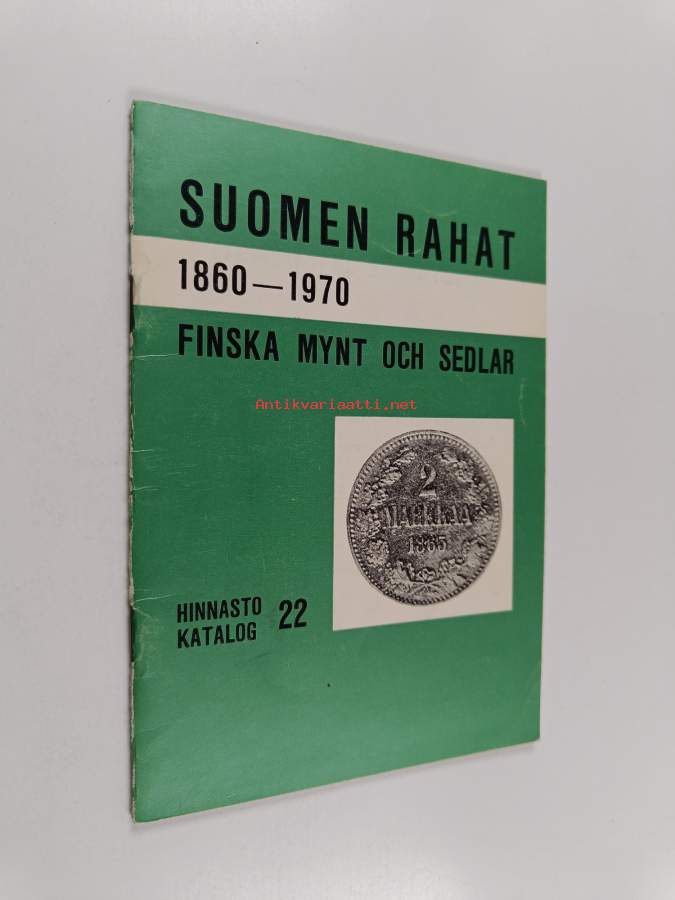 SUOMEN RAHAT
1860—1970
FINSKA MYNT OCH SEDLAR
Antikvariaatti.net
2
MARKKAA
1865
HINNASTO
KATALOG 22